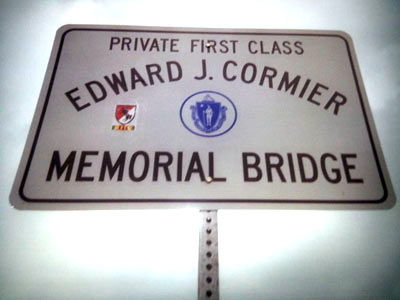 PRIVATE FIRST CLASS
EDWARD J. CORMIER
MEMORIAL BRIDGE